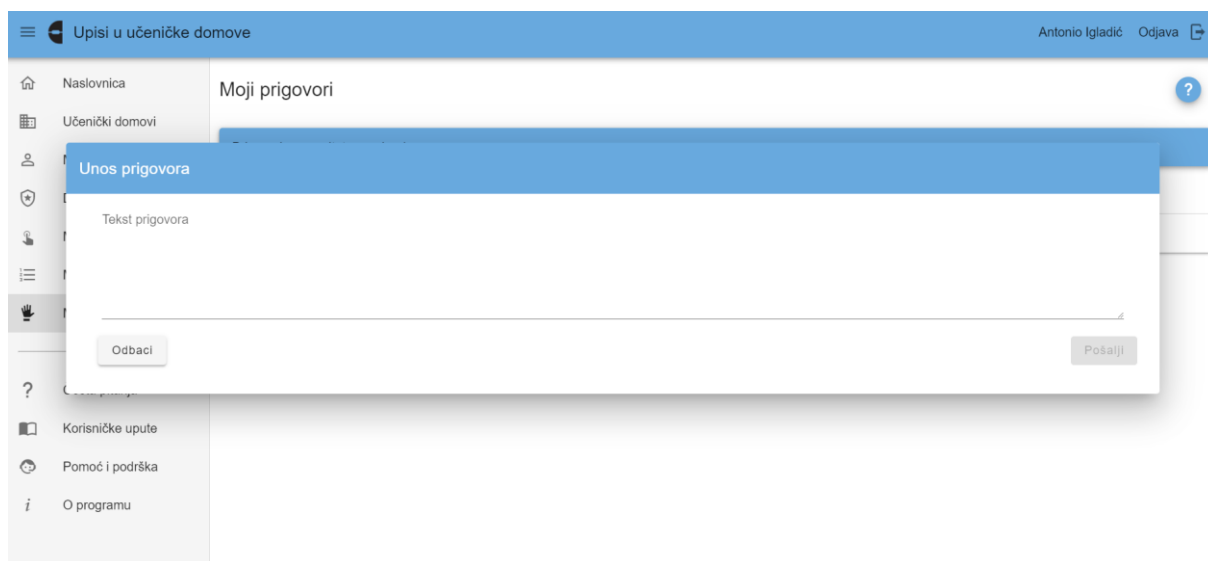 Upisi u učeničke domove
Antonio Igladić Odjava
Naslovnica
Moji prigovori
?
Učenički domovi
Unos prigovora
Tekst prigovora
Odbaci
Pošalji
?
Korisničke upute
Pomoć i podrška
i
O programu